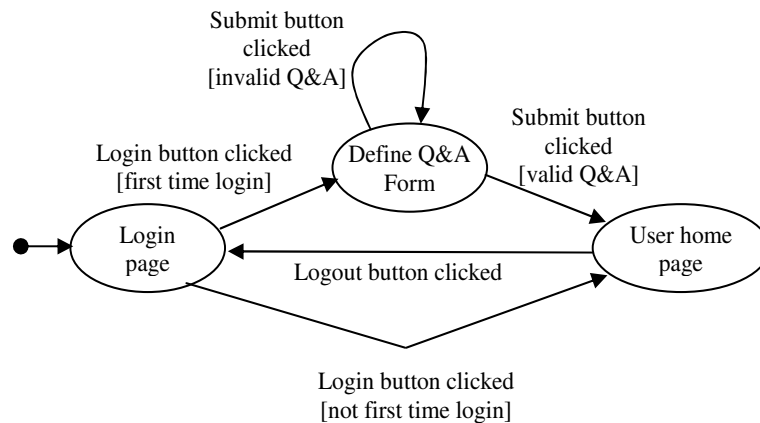 Submit button
clicked
[invalid Q&A]
Submit button
clicked
[valid Q&A]
Login button clicked
[first time login]
Define Q&A
Form
Login
page
User home
page
Logout button clicked
Login button clicked
[not first time login]